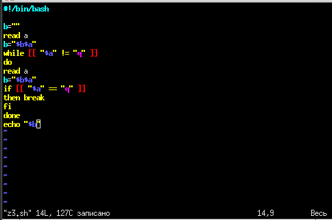 #!/bin/bash
b=""
read a
b="$b$a"
while [[ "$a" != "q" ]]
do
read a
b="$b$a"
if [[ "$a" == "q" ]]
then break
fi
done
echo "$b"
~
~
~
~
~
~
~
~
~
"z3.sh" 14L, 127C записано 14,9 Весь